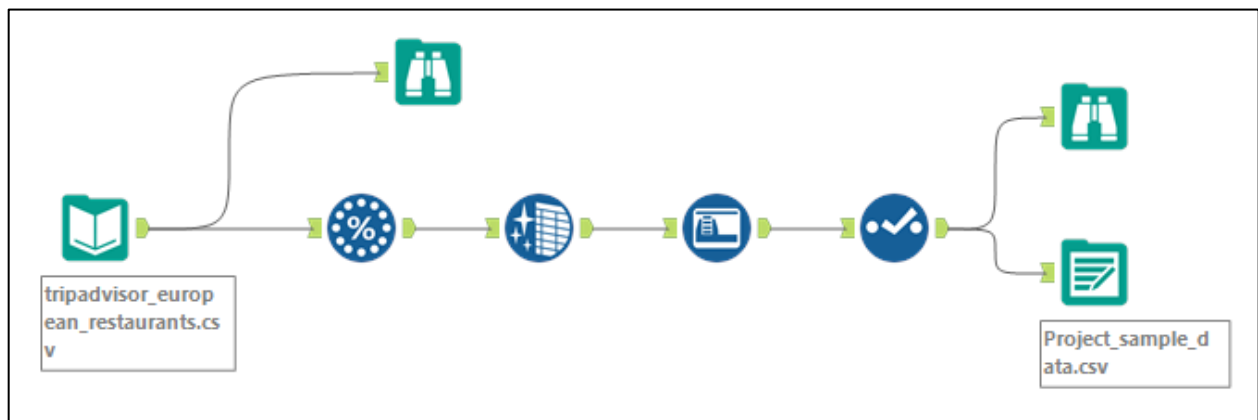 %
tripadvisor_europ
ean_restaurants.cs
v
Project_sample_d
ata.csv